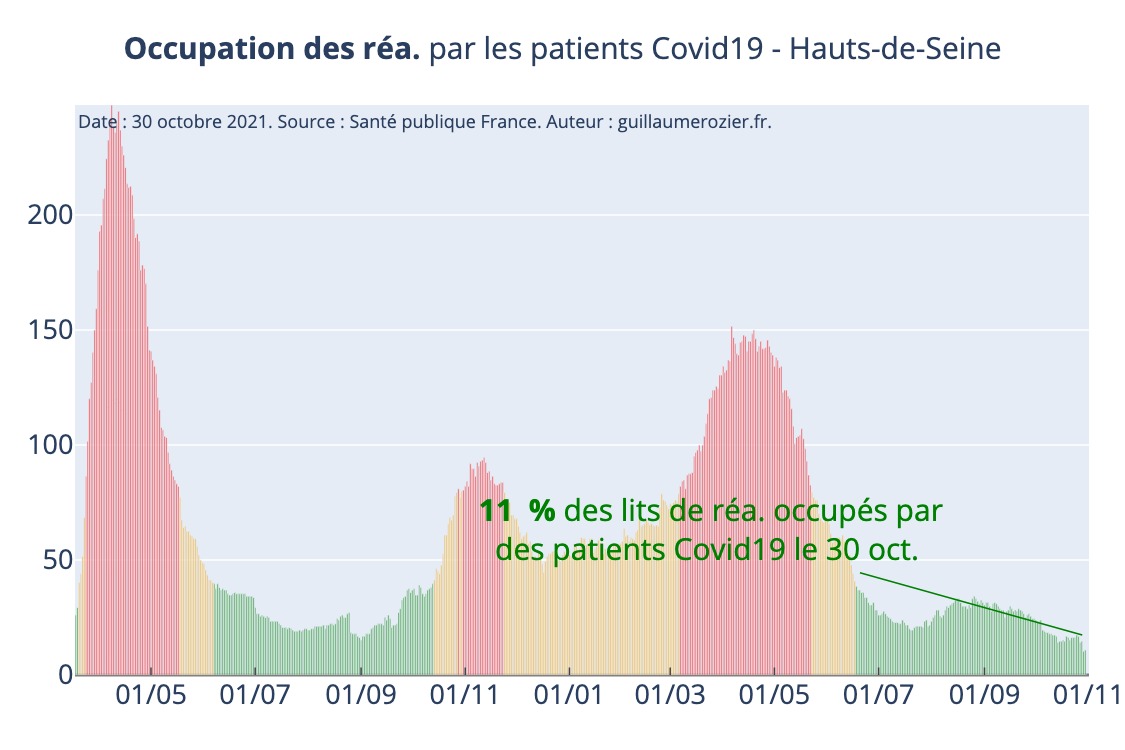 Occupation des réa. par les patients Covid19 - Hauts-de-Seine
Date : 30 octobre 2021. Source : Santé publique France. Auteur : guillaumerozier.fr.
200
150
100
50
0
11 % des lits de réa. occupés par
des patients Covid19 le 30 oct.
01/05 01/07 01/09 01/11 01/01 01/03 01/05 01/07 01/09 01/11